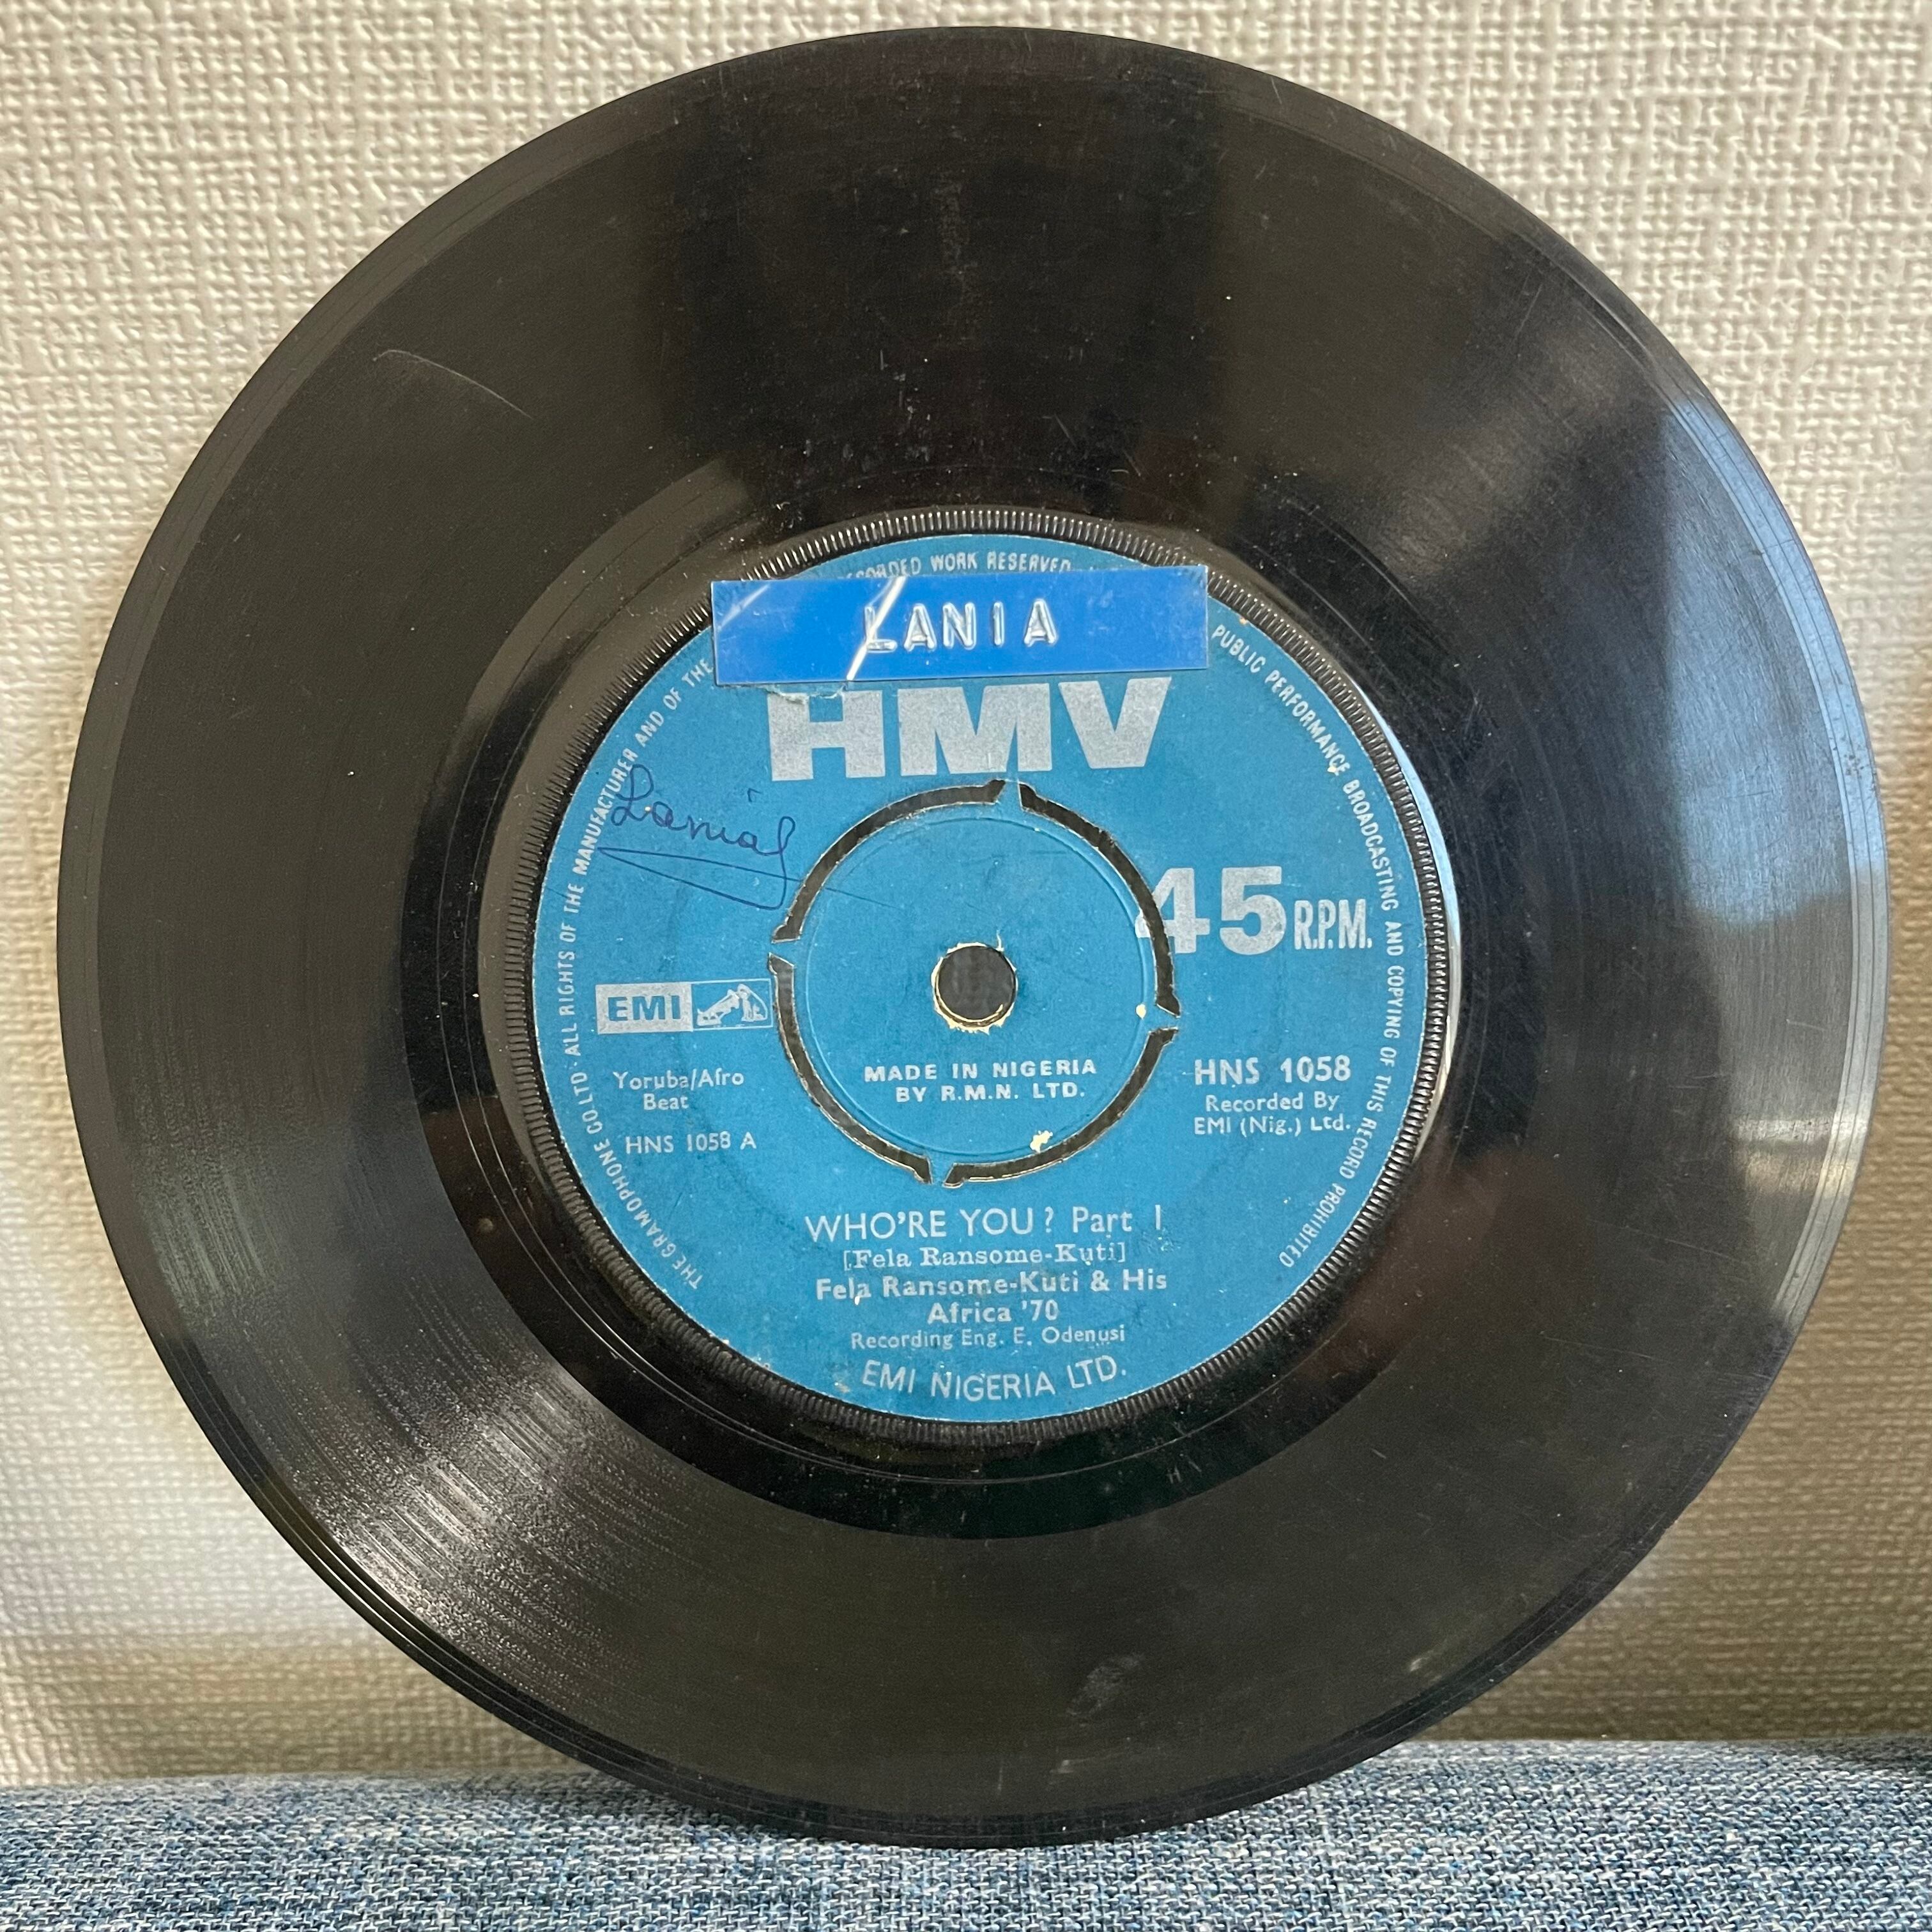 LANIA
HMV
Lania
45 R.P.M.
EMI
MADE IN NIGERIA
BY R.M.N. LTD.
Yoruba/Afro
Beat
HNS 1058 A
HNS 1058
Recorded By
EMI (Nig.) Ltd.
WHO'RE YOU? Part 1
[Fela Ransome-Kuti]
Fela Ransome-Kuti & His
Africa '70
Recording Eng. E. Odenusi
EMI NIGERIA LTD.
THE GRAMOPHONE CO. LTD. ALL RIGHTS OF THE MANUFACTURER AND OF THE
RECORDED WORK RESERVED
PUBLIC PERFORMANCE BROADCASTING AND COPYING OF THIS RECORD PROHIBITED